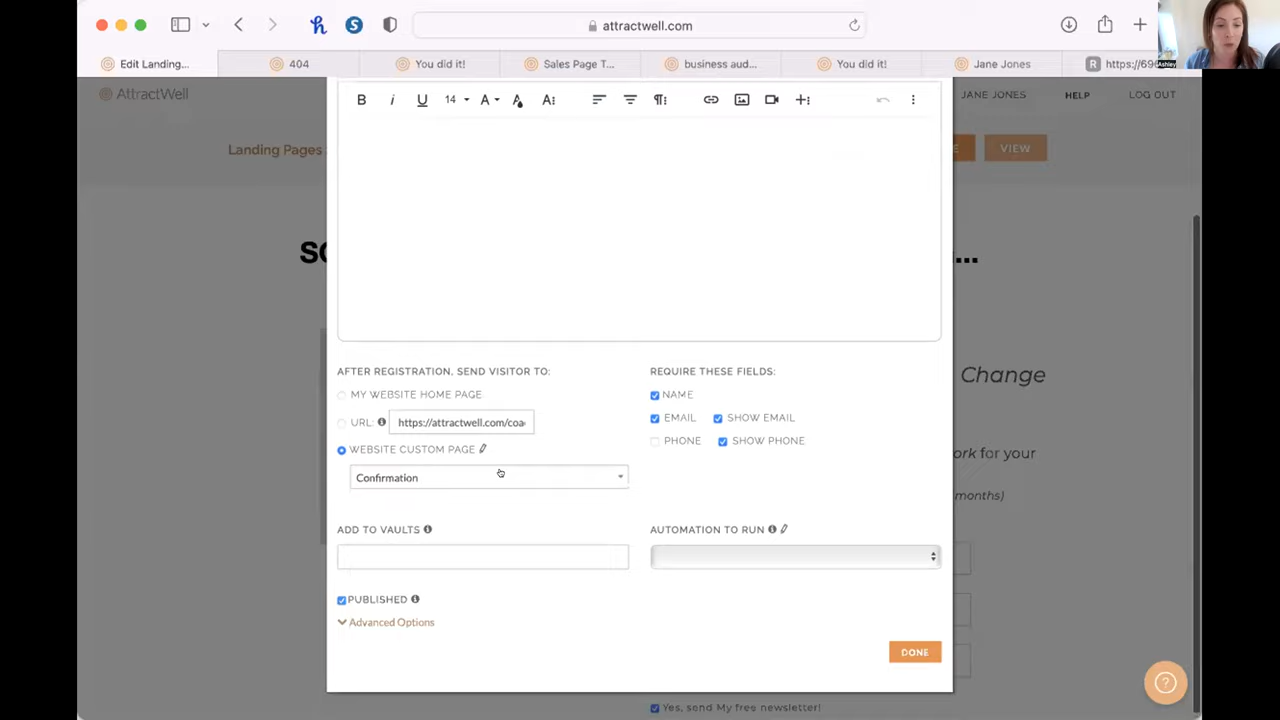 attractwell.com
Ashley
Edit Landing...
404
You did it!
Sales Page T...
business aud...
You did it!
Jane Jones
R
https://69
AttractWell
JANE JONES
HELP
LOG OUT
Landing Pages
E
VIEW
B i U 14 A A A:
SO
...
AFTER REGISTRATION, SEND VISITOR TO:
REQUIRE THESE FIELDS:
MY WEBSITE HOME PAGE
NAME
URL:
https://attractwell.com/coa
EMAIL
SHOW EMAIL
WEBSITE CUSTOM PAGE
PHONE
SHOW PHONE
Confirmation
Change
ork for your
months)
ADD TO VAULTS
AUTOMATION TO RUN
PUBLISHED
Advanced Options
DONE
Yes, send My free newsletter!